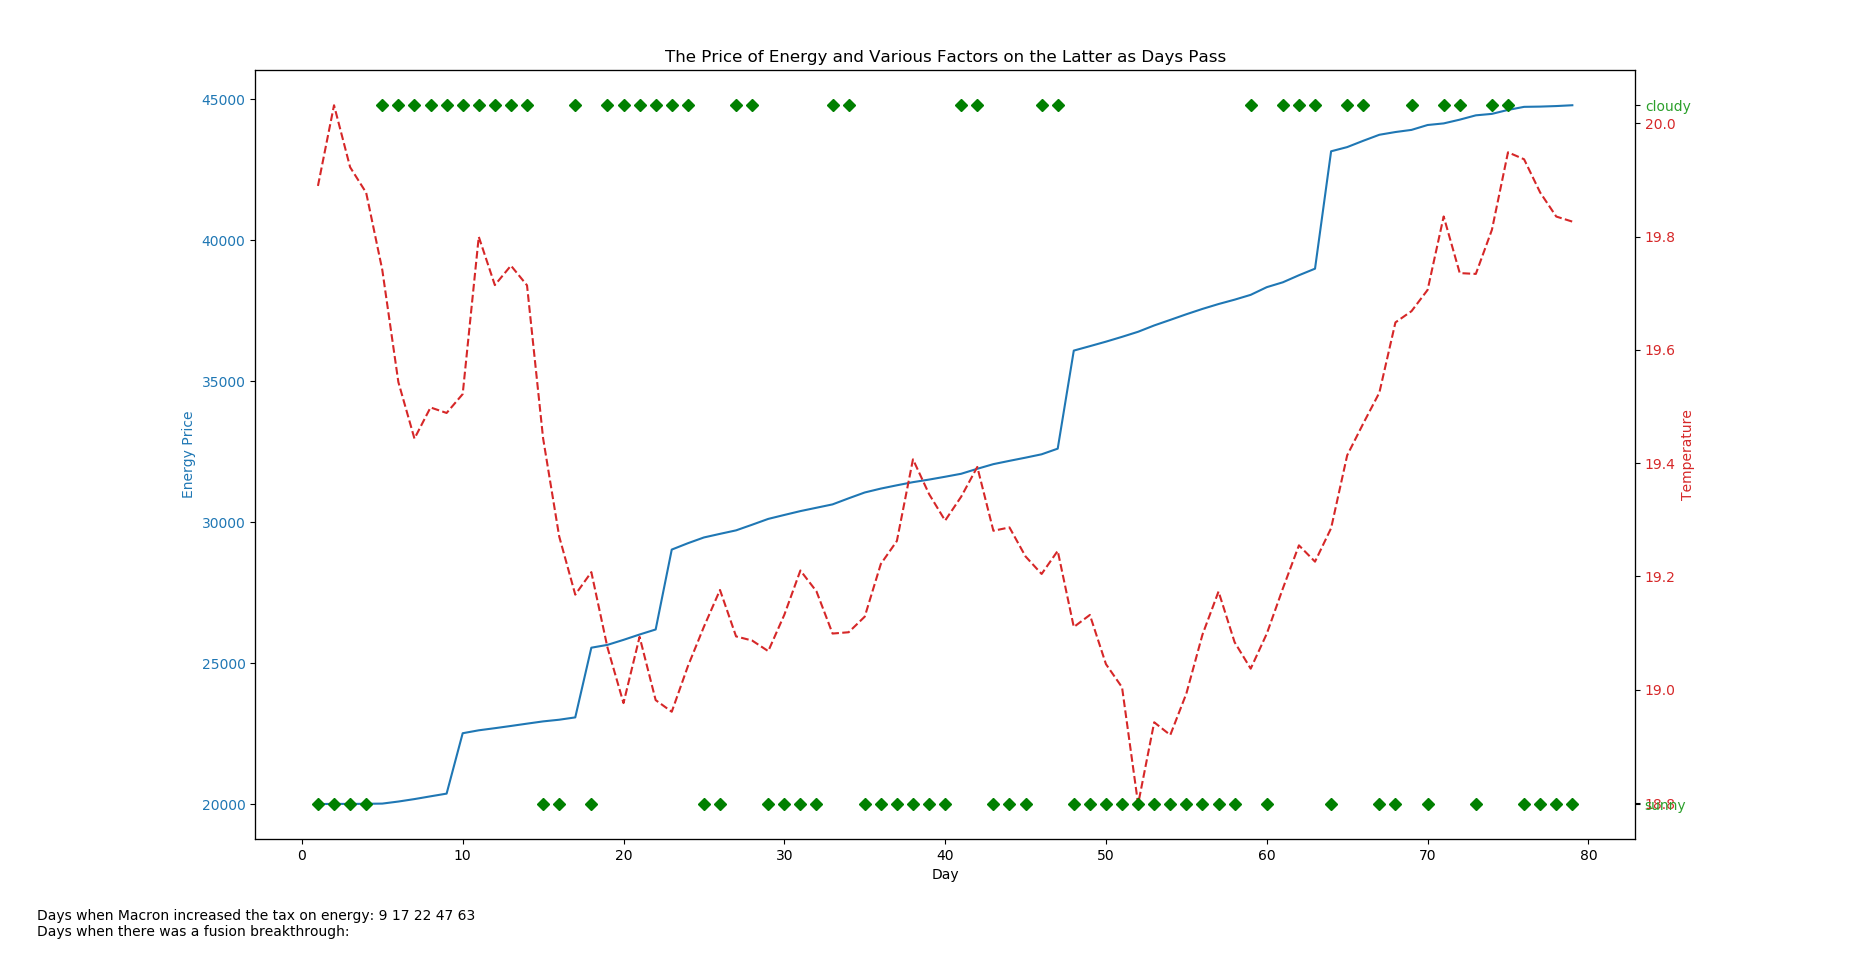 The Price of Energy and Various Factors on the Latter as Days Pass
45000
40000
35000
30000
25000
20000
Energy Price
cloudy
20.0
19.8
19.6
19.4
19.2
19.0
18.8
sunny
Temperature
0 10 20 30 40 50 60 70 80
Day
Days when Macron increased the tax on energy: 9 17 22 47 63
Days when there was a fusion breakthrough: